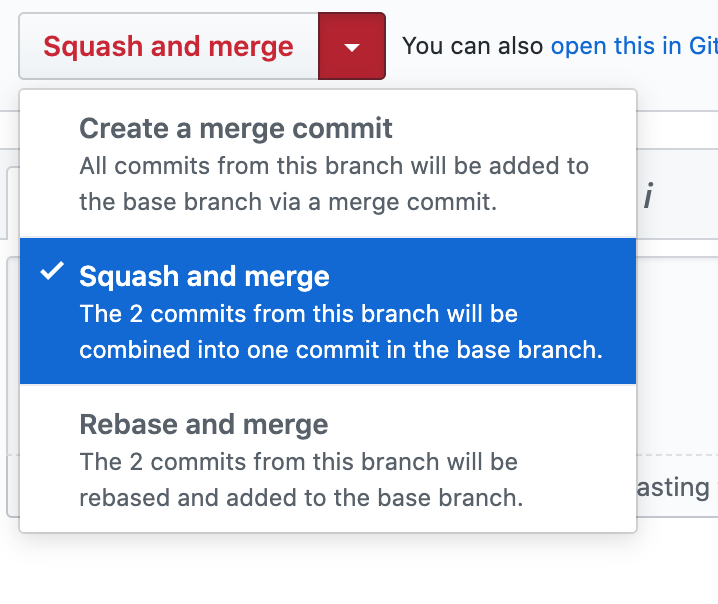 Squash and merge
You can also open this in Git
Create a merge commit
All commits from this branch will be added to
the base branch via a merge commit.
i
Squash and merge
The 2 commits from this branch will be
combined into one commit in the base branch.
Rebase and merge
The 2 commits from this branch will be
asting
rebased and added to the base branch.